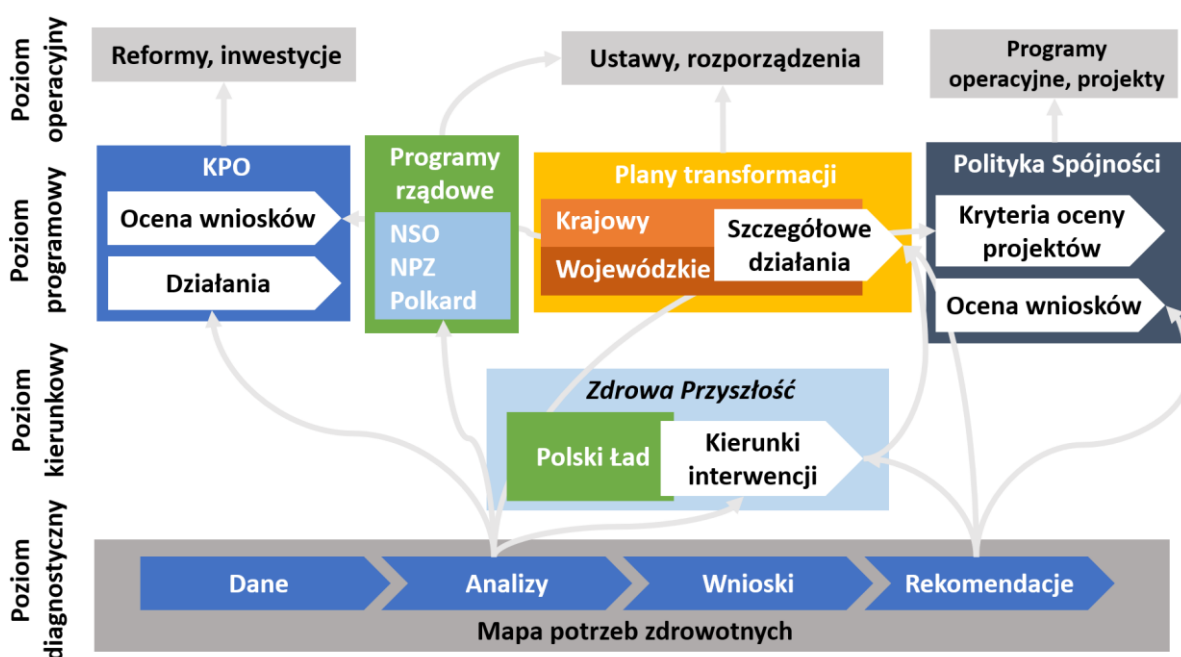 Poziom
operacyjny
Reformy, inwestycje
Ustawy, rozporządzenia
Programy
operacyjne, projekty
Poziom
programowy
KPO
Ocena wniosków
Działania
Programy
rządowe
NSO
NPZ
Polkard
Plany transformacji
Krajowy
Wojewódzkie
Szczegółowe
działania
Polityka Spójności
Kryteria oceny
projektów
Ocena wniosków
Poziom
kierunkowy
Zdrowa Przyszłość
Polski Ład
Kierunki
interwencji
Poziom
diagnostyczny
Dane
Analizy
Wnioski
Rekomendacje
Mapa potrzeb zdrowotnych